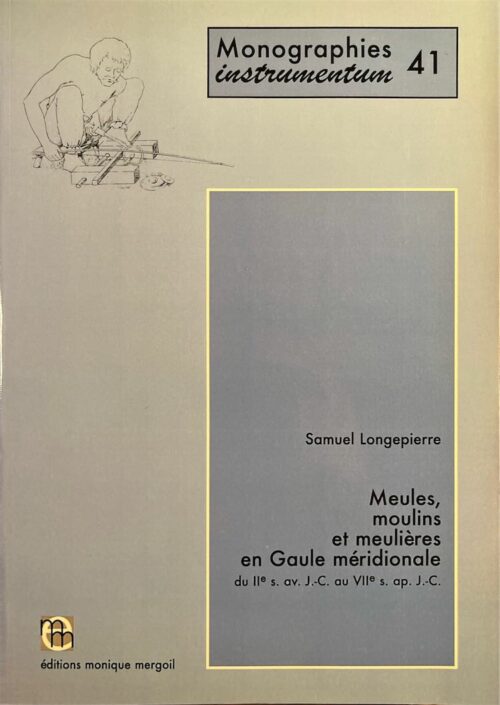 Monographies
instrumentum 41
Samuel Longepierre
Meules,
moulins
et meulières
en Gaule méridionale
du IIe s. av. J.-C. au VIIe s. ap. J.-C.
mm
éditions monique mergoil